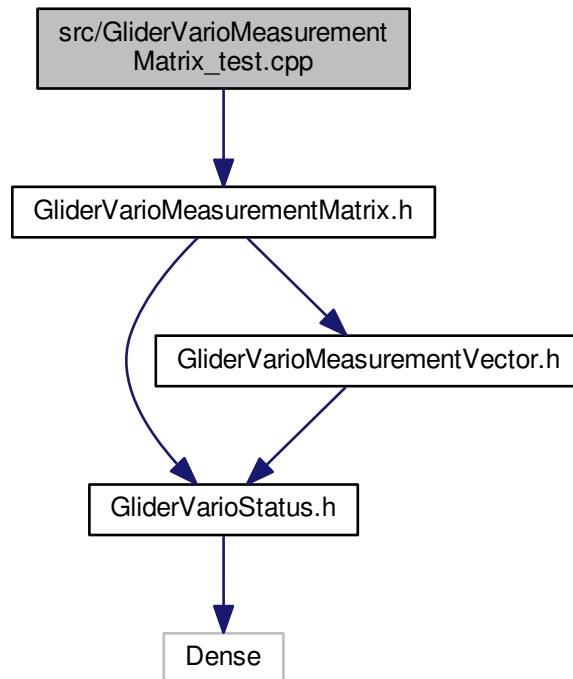 src/GliderVarioMeasurement
Matrix_test.cpp
GliderVarioMeasurementMatrix.h
GliderVarioMeasurementVector.h
GliderVarioStatus.h
Dense